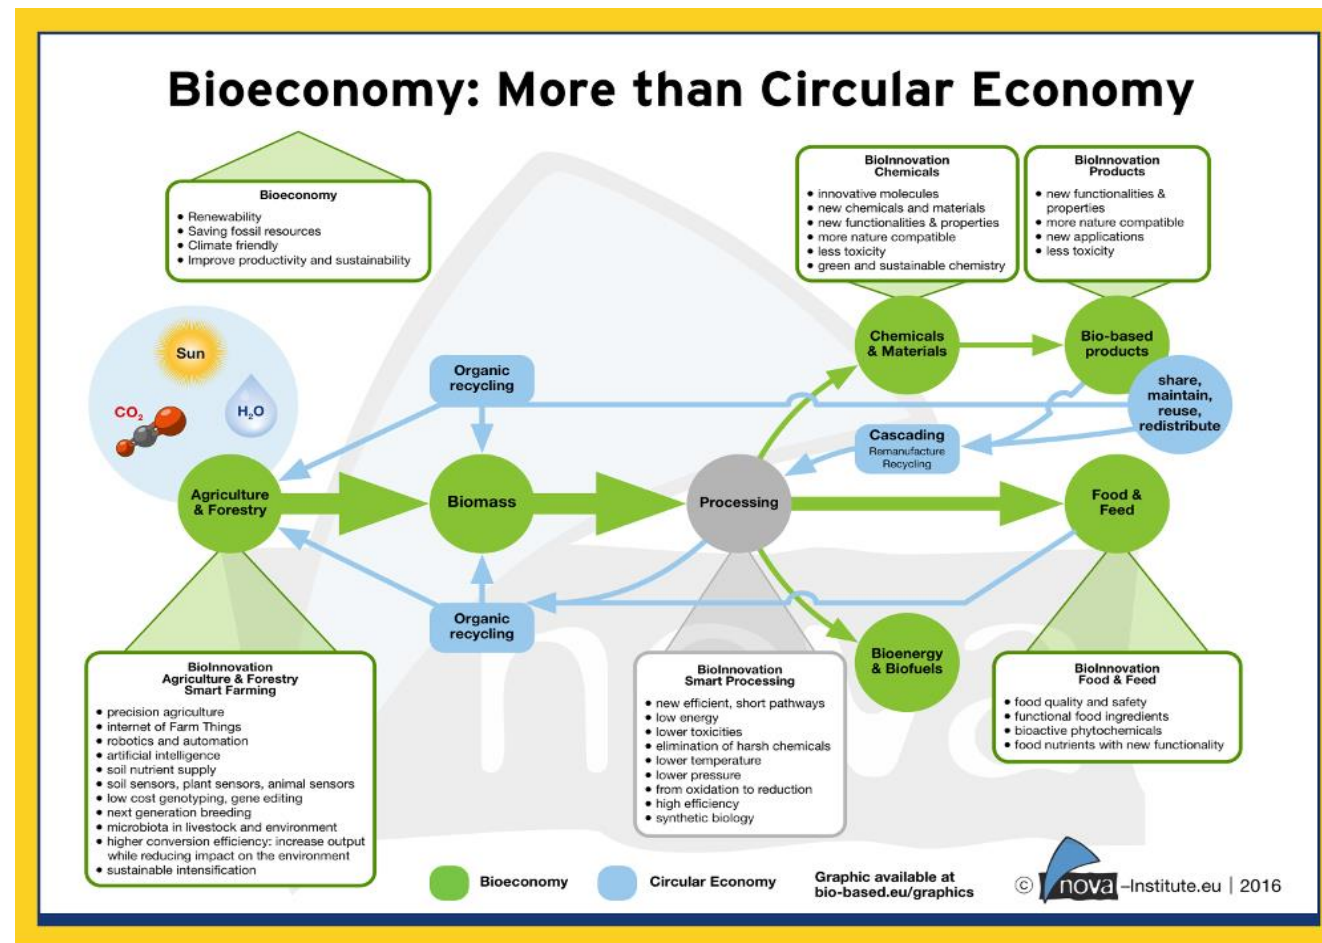 Bioeconomy: More than Circular Economy
Bioeconomy
• Renewability
• Saving fossil resources
• Climate friendly
• Improve productivity and sustainability
BioInnovation
Chemicals
• innovative molecules
• new chemicals and materials
• new functionalities & properties
• more nature compatible
• less toxicity
• green and sustainable chemistry
BioInnovation
Products
• new functionalities &
properties
• more nature compatible
• new applications
• less toxicity
Sun
CO2
H2O
Organic
recycling
Chemicals
& Materials
Bio-based
products
share,
maintain,
reuse,
redistribute
Cascading
Remanufacture
Recycling
Agriculture
& Forestry
Biomass
Processing
Food &
Feed
Organic
recycling
Bioenergy
& Biofuels
BioInnovation
Agriculture & Forestry
Smart Farming
• precision agriculture
• internet of Farm Things
• robotics and automation
• artificial intelligence
• soil nutrient supply
• soil sensors, plant sensors, animal sensors
• low cost genotyping, gene editing
• next generation breeding
• microbiota in livestock and environment
• higher conversion efficiency: increase output
while reducing impact on the environment
• sustainable intensification
BioInnovation
Smart Processing
• new efficient, short pathways
• low energy
• lower toxicities
• elimination of harsh chemicals
• lower temperature
• lower pressure
• from oxidation to reduction
• high efficiency
• synthetic biology
BioInnovation
Food & Feed
• food quality and safety
• functional food ingredients
• bioactive phytochemicals
• food nutrients with new functionality
nova
Bioeconomy
Circular Economy
Graphic available at
bio-based.eu/graphics
© nova-Institute.eu | 2016